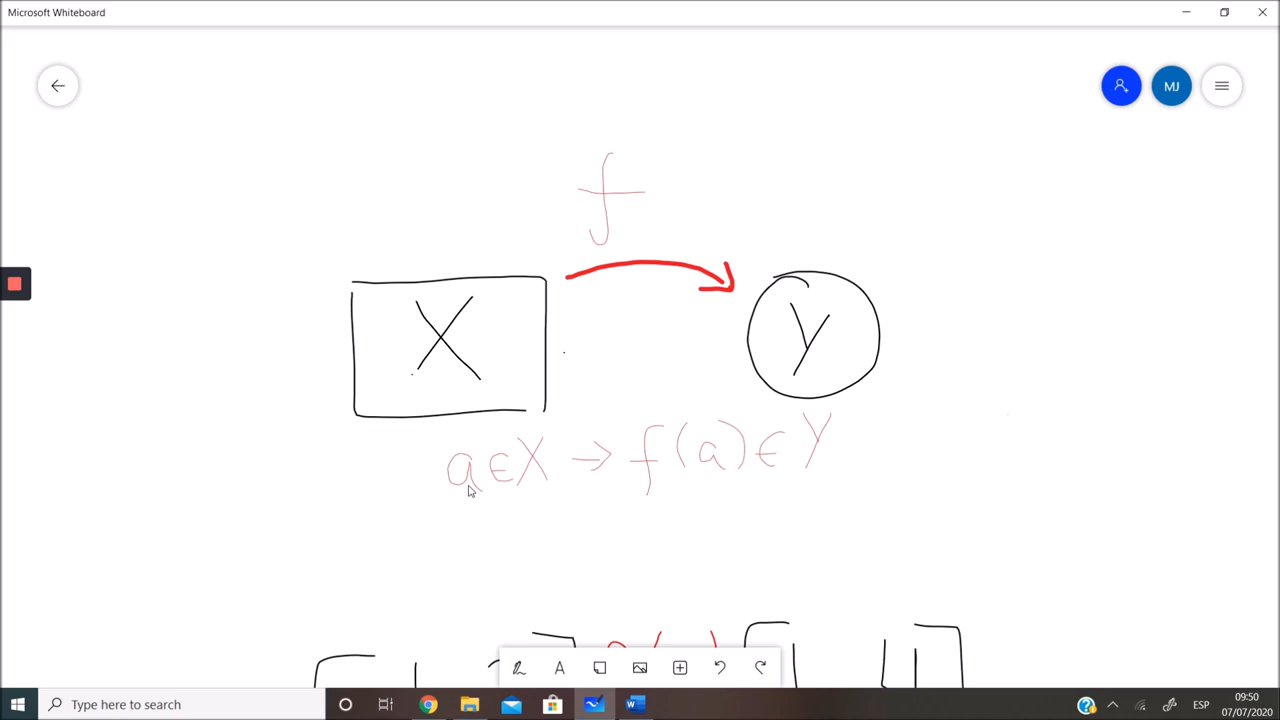 Microsoft Whiteboard
MJ
f
X
Y
a ∈ X → f(a) ∈ Y
A
Type here to search
ESP
09:50
07/07/2020